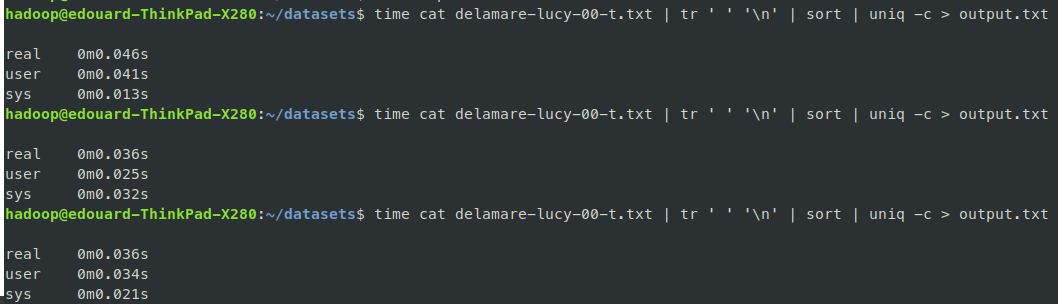 hadoop@edouard-ThinkPad-X280:~/datasets$ time cat delamare-lucy-00-t.txt | tr ' ' '\n' | sort | uniq -c > output.txt
real 0m0.046s
user 0m0.041s
sys 0m0.013s
hadoop@edouard-ThinkPad-X280:~/datasets$ time cat delamare-lucy-00-t.txt | tr ' ' '\n' | sort | uniq -c > output.txt
real 0m0.036s
user 0m0.025s
sys 0m0.032s
hadoop@edouard-ThinkPad-X280:~/datasets$ time cat delamare-lucy-00-t.txt | tr ' ' '\n' | sort | uniq -c > output.txt
real 0m0.036s
user 0m0.034s
sys 0m0.021s